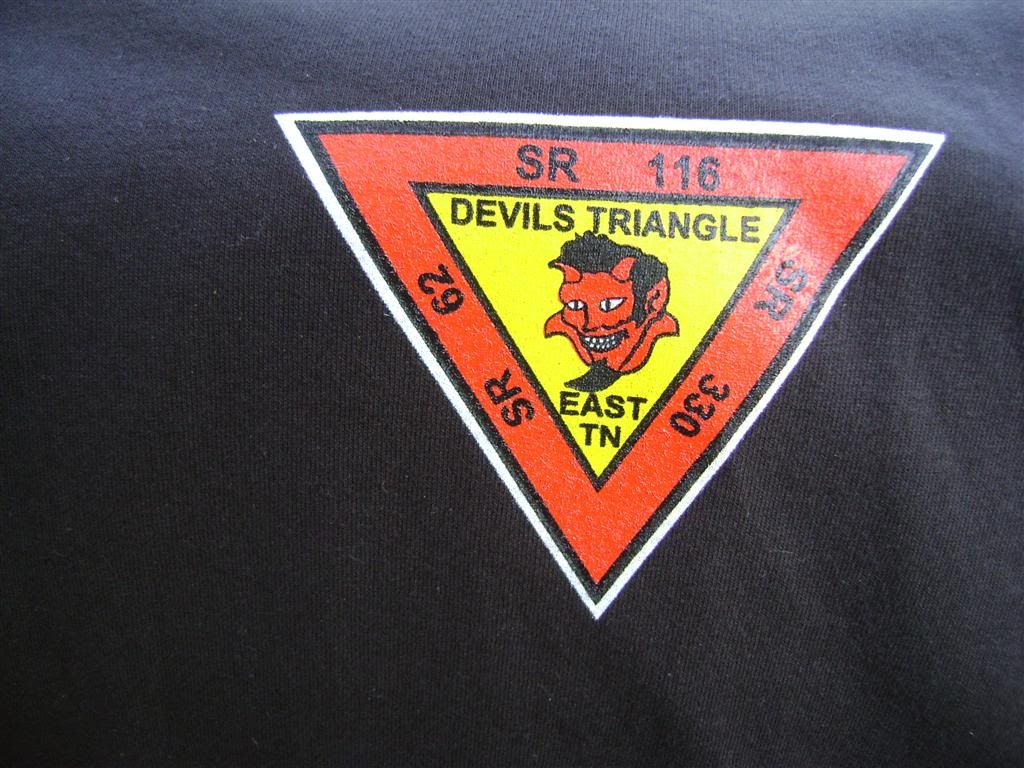 SR 116
DEVILS TRIANGLE
SR 62
SR 330
EAST
TN